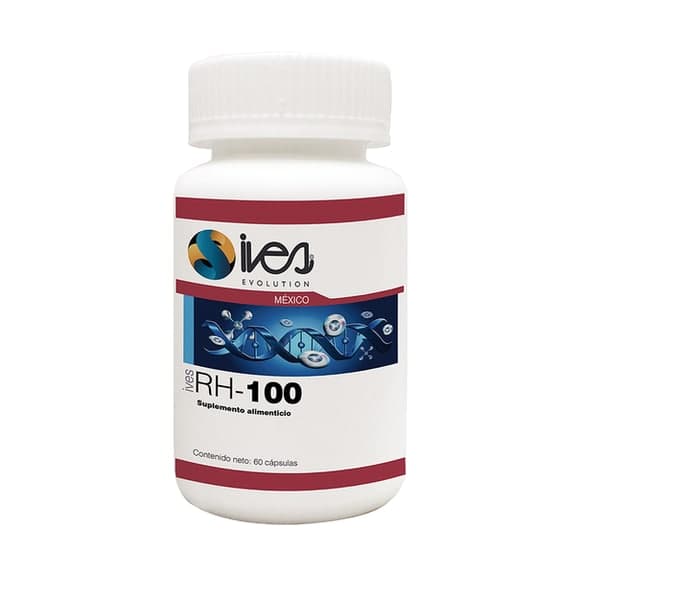 ives®
EVOLUTION
MÉXICO
ives
RH-100
Suplemento alimenticio
Contenido neto: 60 cápsulas